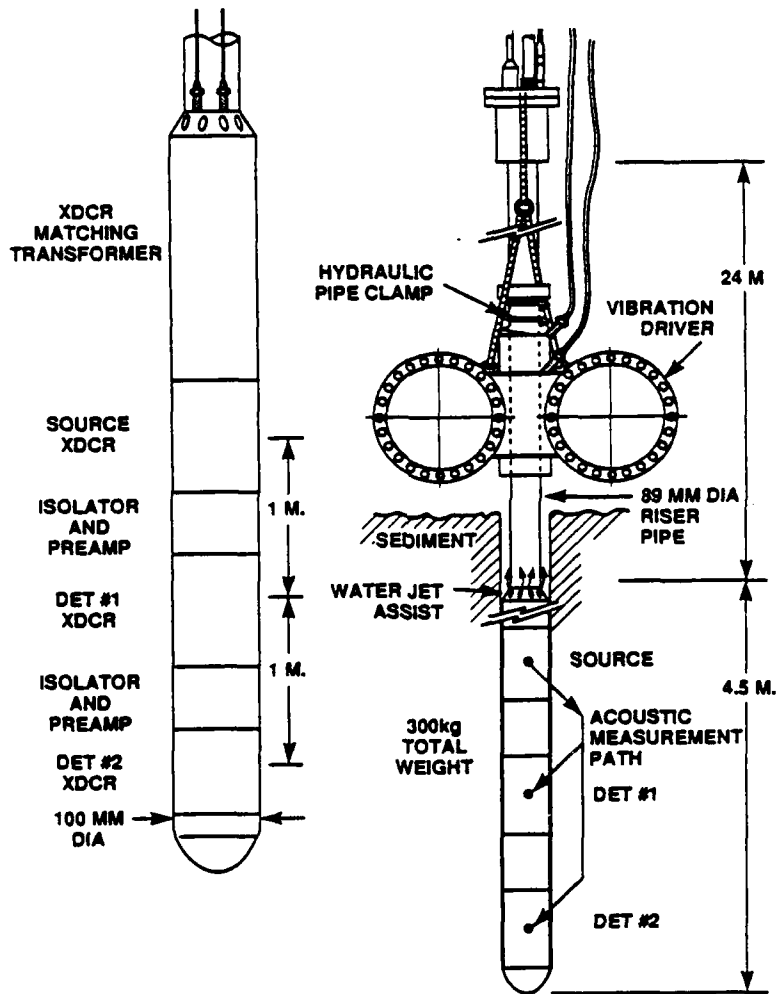 XDCR
MATCHING
TRANSFORMER
SOURCE
XDCR
1 M.
ISOLATOR
AND
PREAMP
DET #1
XDCR
1 M.
ISOLATOR
AND
PREAMP
DET #2
XDCR
100 MM
DIA
24 M
HYDRAULIC
PIPE CLAMP
VIBRATION
DRIVER
89 MM DIA
RISER
PIPE
SEDIMENT
WATER JET
ASSIST
SOURCE
4.5 M.
300kg
TOTAL
WEIGHT
ACOUSTIC
MEASUREMENT
PATH
DET #1
DET #2